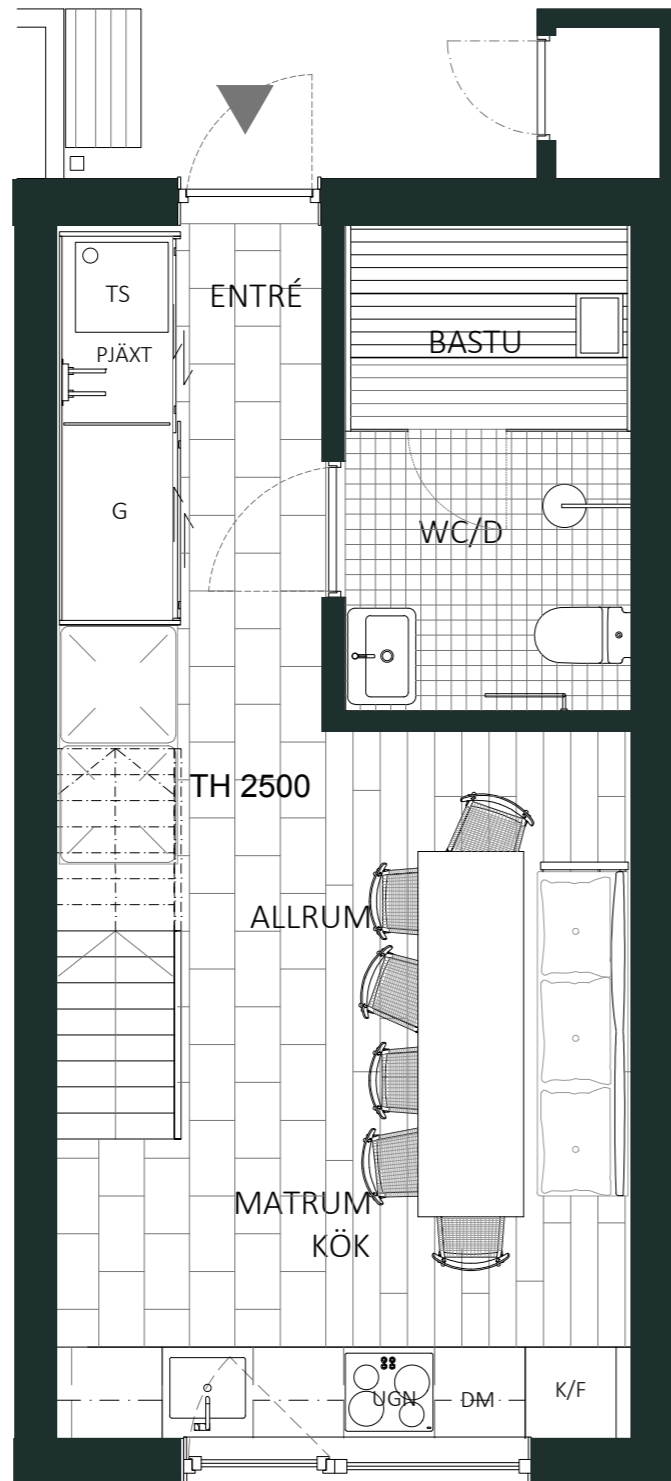 TS
ENTRÉ
PJÄXT
BASTU
G
WC/D
TH 2500
ALLRUM
MATRUM
KÖK
UGN
DM
K/F